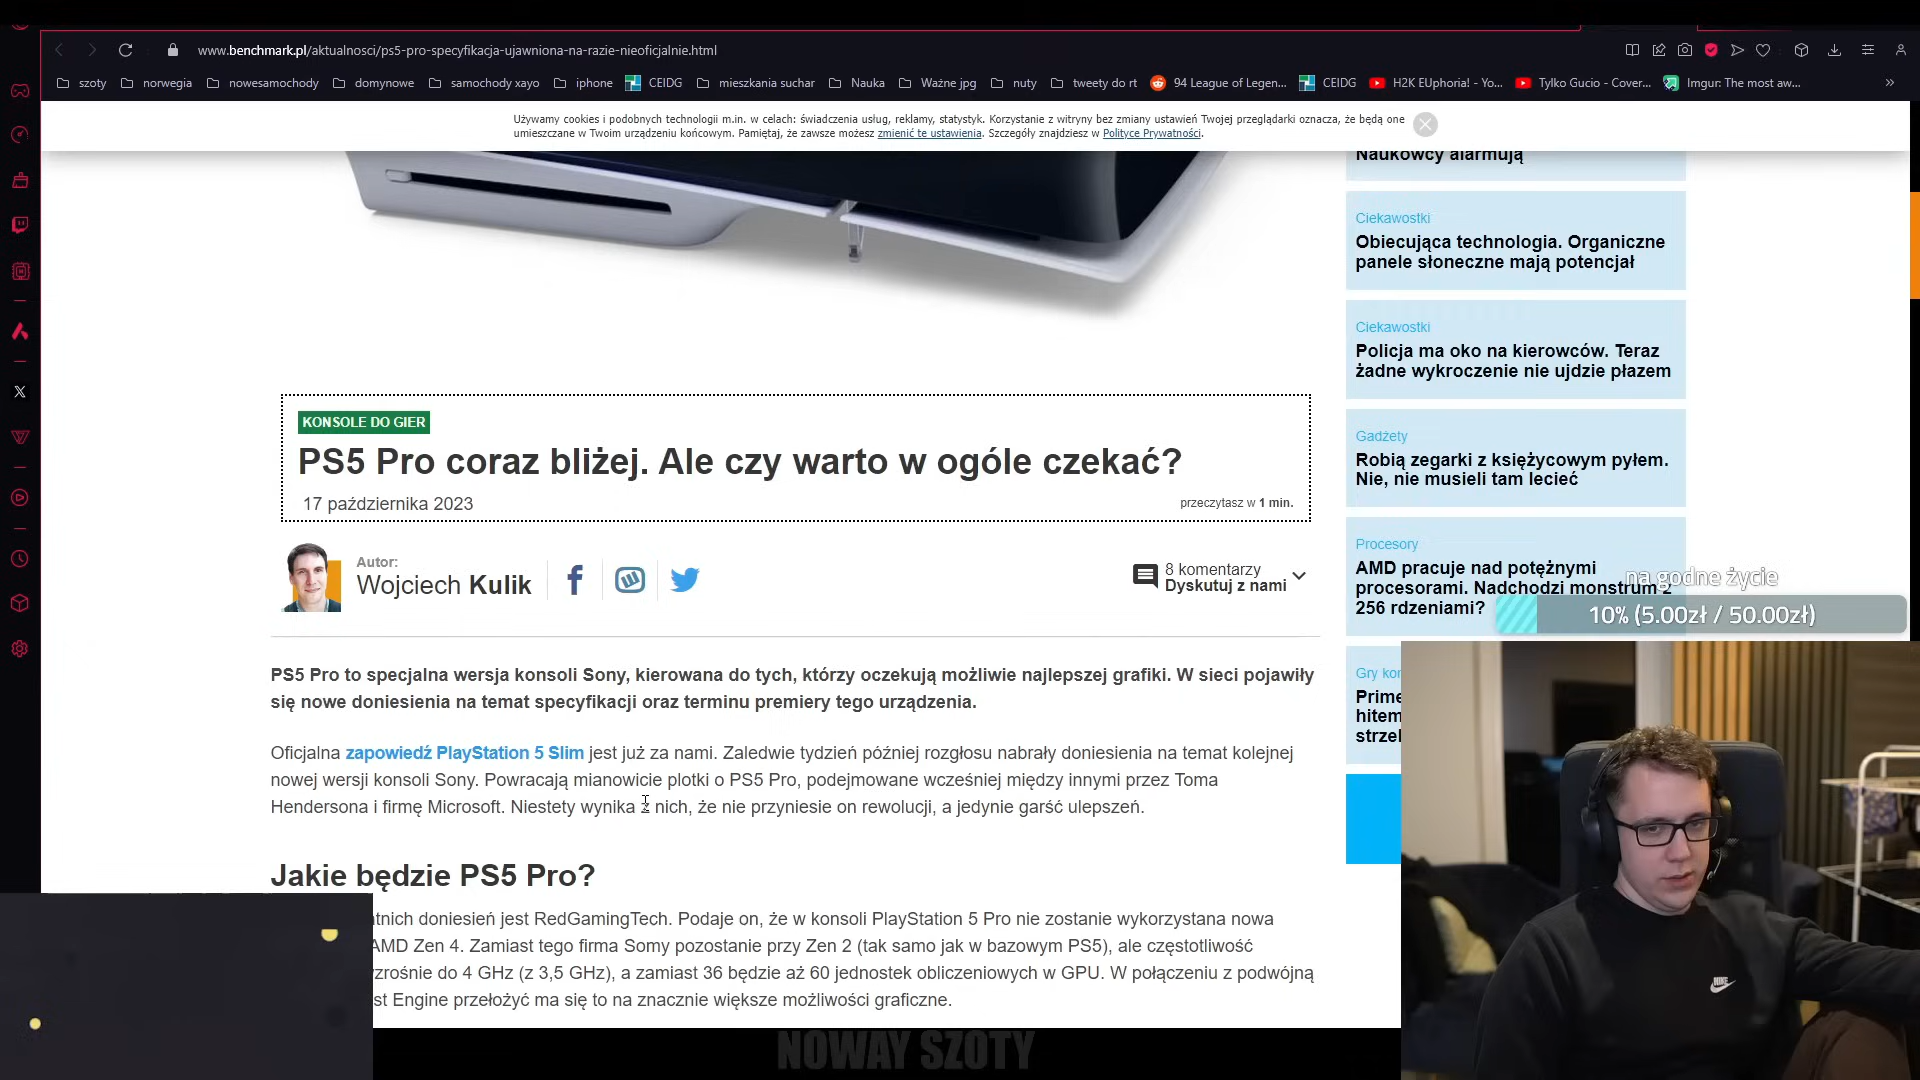 www.benchmark.pl/aktualnosci/ps5-pro-specyfikacja-ujawniona-na-razie-nieoficjalnie.html
szoty norwegia nowesamochody domynowe samochody xayo iphone CEIDG mieszkania suchar Nauka Ważne jpg nuty tweety do rt 94 League of Legen... CEIDG H2K EUphoria! - Yo... Tylko Gucio - Cover... Imgur: The most aw... »
Używamy cookies i podobnych technologii m.in. w celach: świadczenia usług, reklamy, statystyk. Korzystanie z witryny bez zmiany ustawień Twojej przeglądarki oznacza, że będą one
umieszczane w Twoim urządzeniu końcowym. Pamiętaj, że zawsze możesz zmienić te ustawienia. Szczegóły znajdziesz w Polityce Prywatności.
KONSOLE DO GIER
PS5 Pro coraz bliżej. Ale czy warto w ogóle czekać?
17 października 2023
przeczytasz w 1 min.
Autor:
Wojciech Kulik
8 komentarzy
Dyskutuj z nami
PS5 Pro to specjalna wersja konsoli Sony, kierowana do tych, którzy oczekują możliwie najlepszej grafiki. W sieci pojawiły
się nowe doniesienia na temat specyfikacji oraz terminu premiery tego urządzenia.
Oficjalna zapowiedź PlayStation 5 Slim jest już za nami. Zaledwie tydzień później rozgłosu nabrały doniesienia na temat kolejnej
nowej wersji konsoli Sony. Powracają mianowicie plotki o PS5 Pro, podejmowane wcześniej między innymi przez Toma
Hendersona i firmę Microsoft. Niestety wynika z nich, że nie przyniesie on rewolucji, a jedynie garść ulepszeń.
Jakie będzie PS5 Pro?
tnich doniesień jest RedGamingTech. Podaje on, że w konsoli PlayStation 5 Pro nie zostanie wykorzystana nowa
AMD Zen 4. Zamiast tego firma Somy pozostanie przy Zen 2 (tak samo jak w bazowym PS5), ale częstotliwość
zrośnie do 4 GHz (z 3,5 GHz), a zamiast 36 będzie aż 60 jednostek obliczeniowych w GPU. W połączeniu z podwójną
st Engine przełożyć ma się to na znacznie większe możliwości graficzne.
Naukowcy alarmują
Ciekawostki
Obiecująca technologia. Organiczne
panele słoneczne mają potencjał
Ciekawostki
Policja ma oko na kierowców. Teraz
żadne wykroczenie nie ujdzie płazem
Gadżety
Robią zegarki z księżycowym pyłem.
Nie, nie musieli tam lecieć
Procesory
AMD pracuje nad potężnymi
procesorami. Nadchodzi monstrum z
256 rdzeniami?
na godne życie
10% (5.00zł / 50.00zł)
Gry kor
Prime
hitem
strzel
NIKE
NOWAY SZOTY